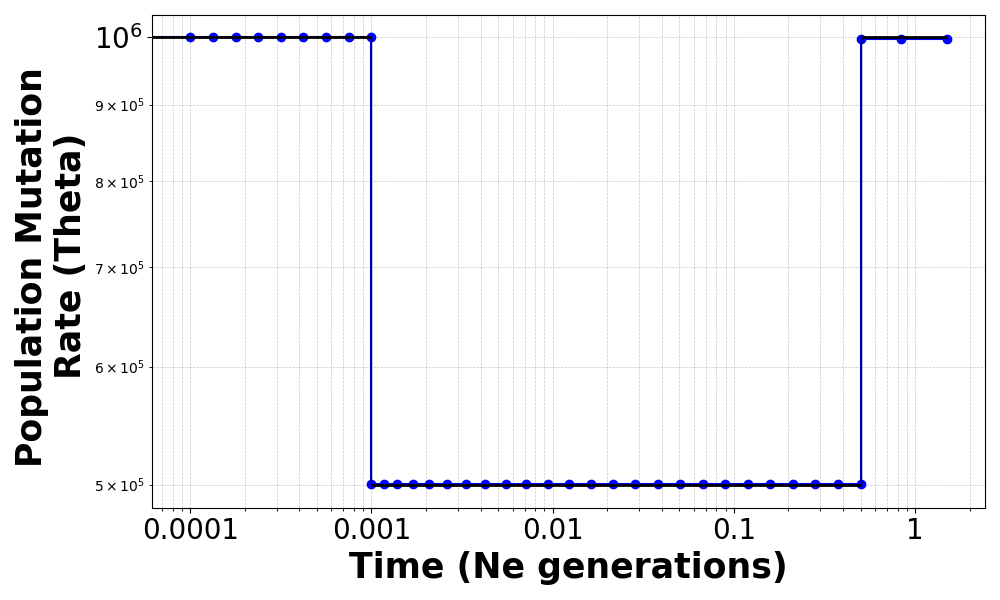 Population Mutation
Rate (Theta)
10^6
9 × 10^5
8 × 10^5
7 × 10^5
6 × 10^5
5 × 10^5
0.0001 0.001 0.01 0.1 1
Time (Ne generations)